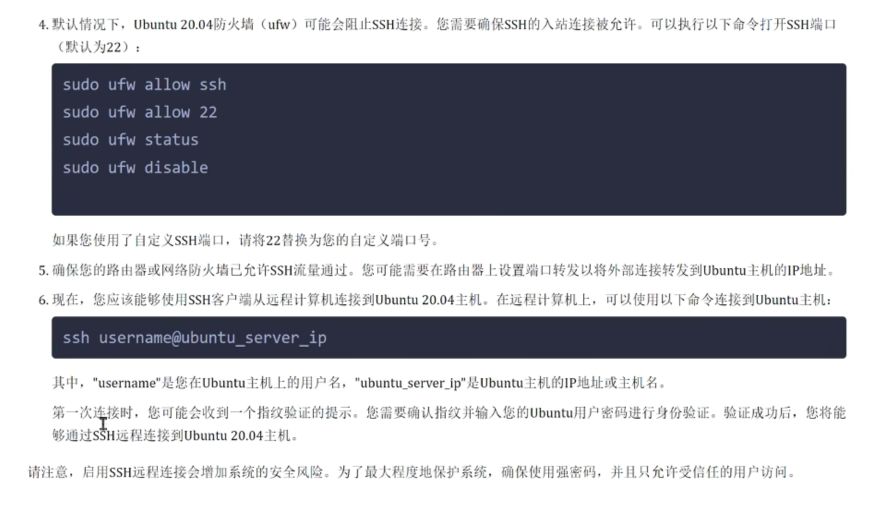 4. 默认情况下，Ubuntu 20.04防火墙（ufw）可能会阻止SSH连接。您需要确保SSH的入站连接被允许。可以执行以下命令打开SSH端口
（默认为22）：
sudo ufw allow ssh
sudo ufw allow 22
sudo ufw status
sudo ufw disable
如果您使用了自定义SSH端口，请将22替换为您的自定义端口号。
5. 确保您的路由器或网络防火墙已允许SSH流量通过。您可能需要在路由器上设置端口转发以将外部连接转发到Ubuntu主机的IP地址。
6. 现在，您应该能够使用SSH客户端从远程计算机连接到Ubuntu 20.04主机。在远程计算机上，可以使用以下命令连接到Ubuntu主机：
ssh username@ubuntu_server_ip
其中，"username"是您在Ubuntu主机上的用户名，"ubuntu_server_ip"是Ubuntu主机的IP地址或主机名。
第一次连接时，您可能会收到一个指纹验证的提示。您需要确认指纹并输入您的Ubuntu用户密码进行身份验证。验证成功后，您将能
够通过SSH远程连接到Ubuntu 20.04主机。
请注意，启用SSH远程连接会增加系统的安全风险。为了最大程度地保护系统，确保使用强密码，并且只允许受信任的用户访问。